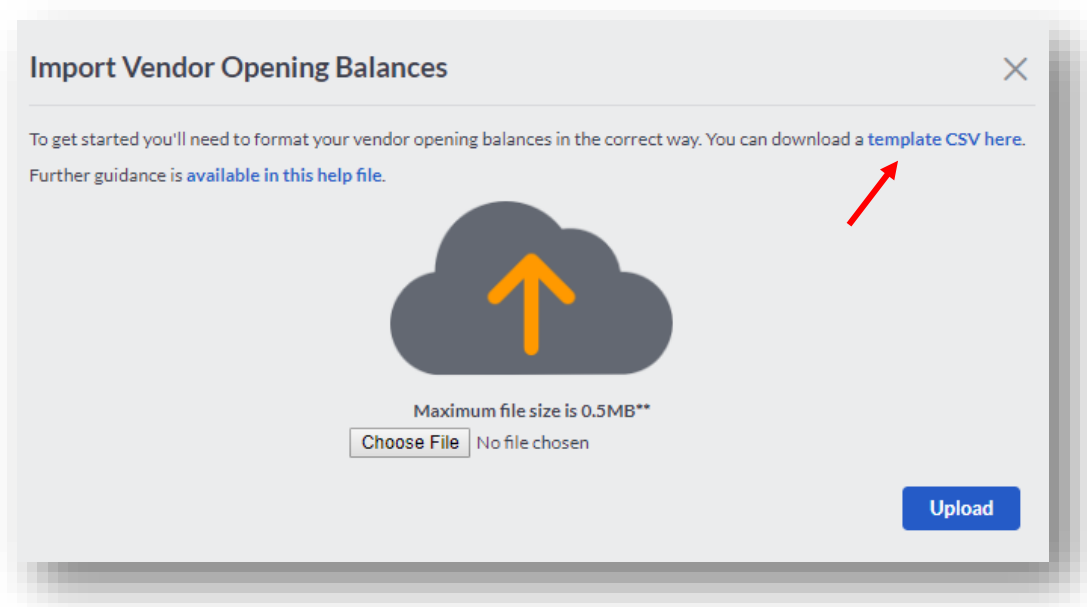 Import Vendor Opening Balances
To get started you'll need to format your vendor opening balances in the correct way. You can download a template CSV here.
Further guidance is available in this help file.
Maximum file size is 0.5MB**
Choose File No file chosen
Upload